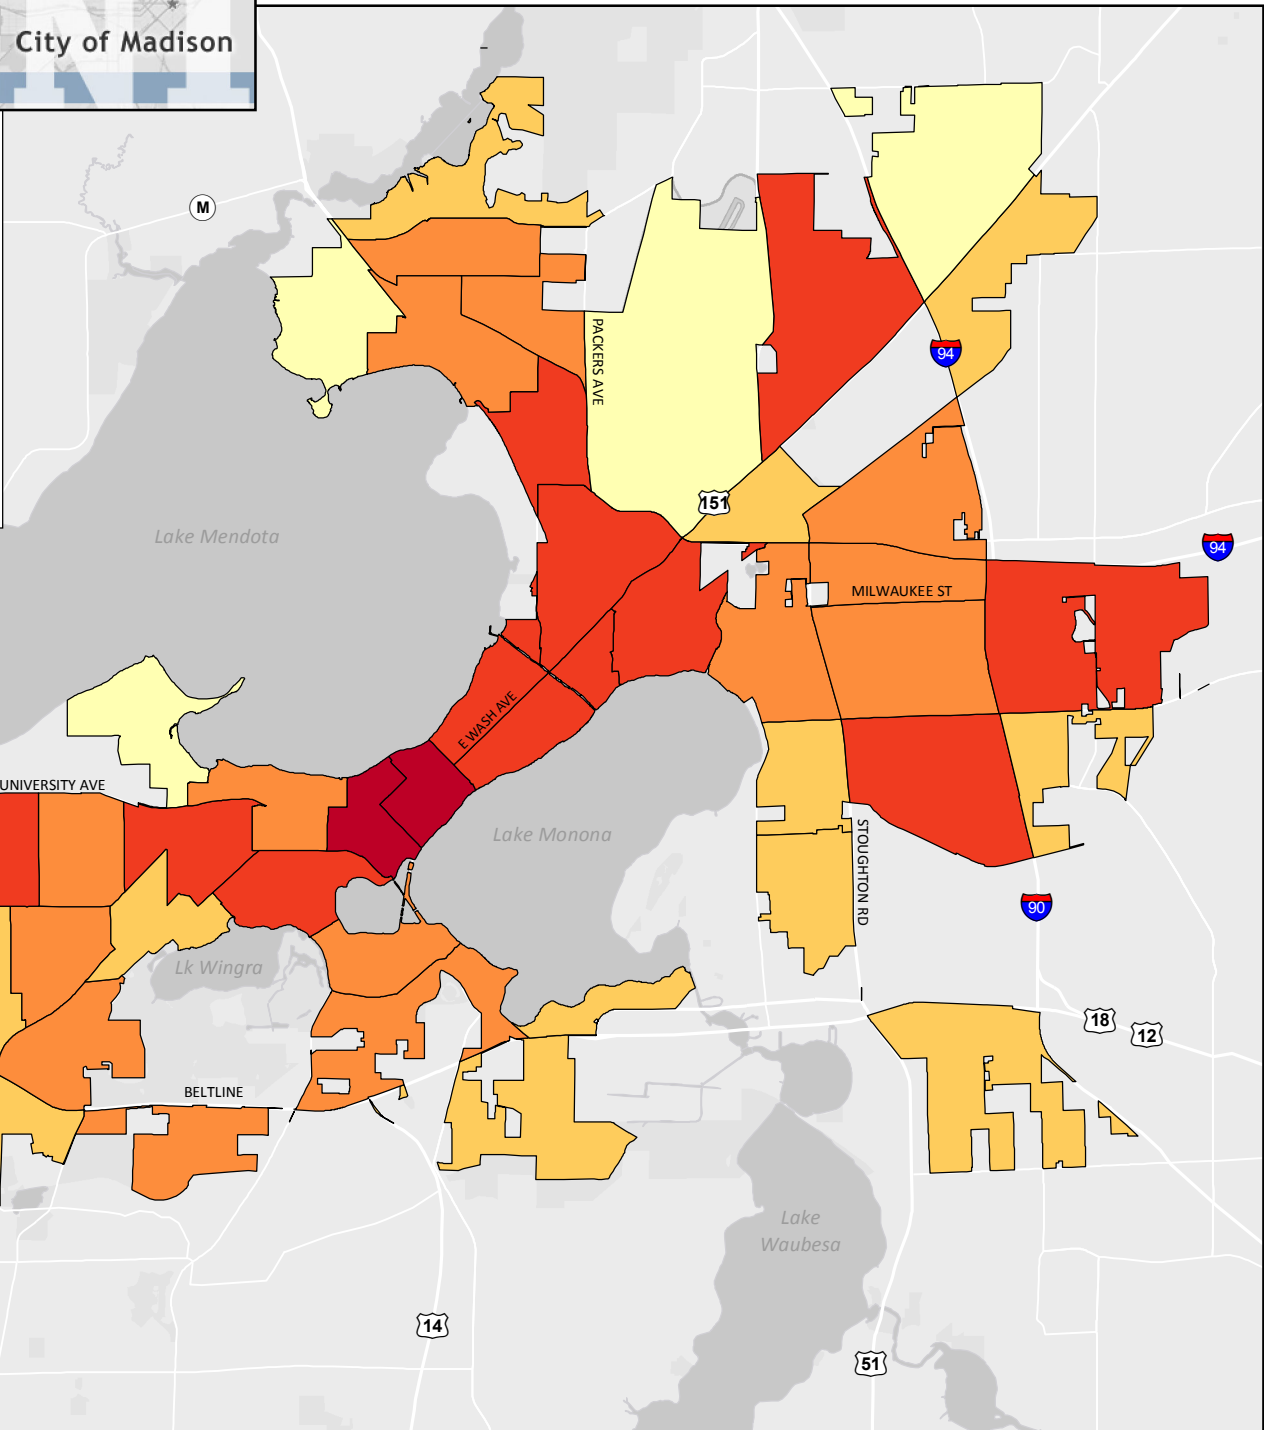 NI
City of Madison
M
PACKERS AVE
94
151
Lake Mendota
94
MILWAUKEE ST
E WASH AVE
UNIVERSITY AVE
Lake Monona
STOUGHTON RD
90
Lk Wingra
18
12
BELTLINE
Lake
Waubesa
14
51